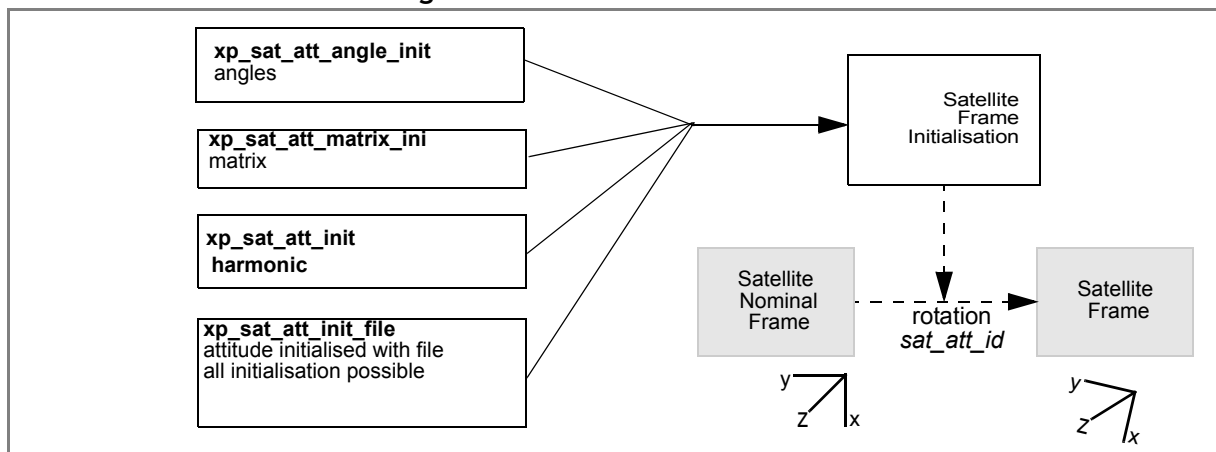 xp_sat_att_angle_init
angles
xp_sat_att_matrix_ini
matrix
xp_sat_att_init
harmonic
xp_sat_att_init_file
attitude initialised with file
all initialisation possible
Satellite
Frame
Initialisation
Satellite
Nominal
Frame
rotation
sat_att_id
Satellite
Frame
y
z
x
y
z
x